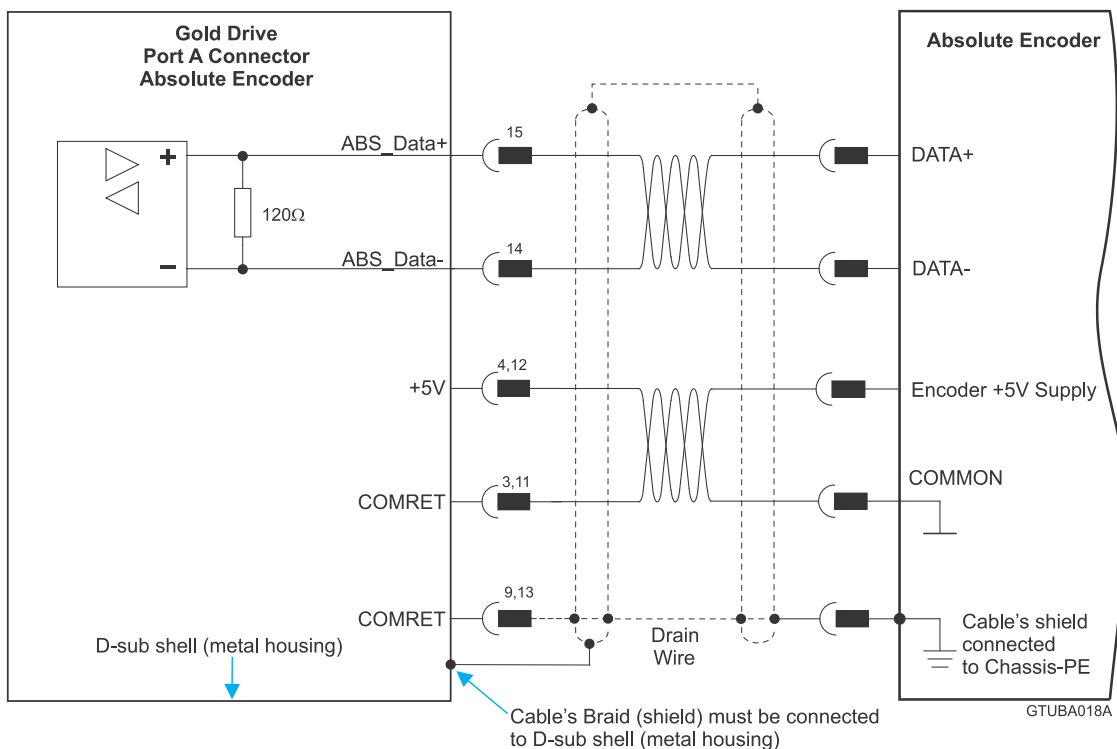 Gold Drive
Port A Connector
Absolute Encoder
Absolute Encoder
ABS_Data+
15
DATA+
+
120Ω
ABS_Data-
14
DATA-
–
+5V
4,12
Encoder +5V Supply
COMRET
3,11
COMMON
COMRET
9,13
Drain
Wire
Cable's shield
connected
to Chassis-PE
D-sub shell (metal housing)
Cable's Braid (shield) must be connected
to D-sub shell (metal housing)
GTUBA018A